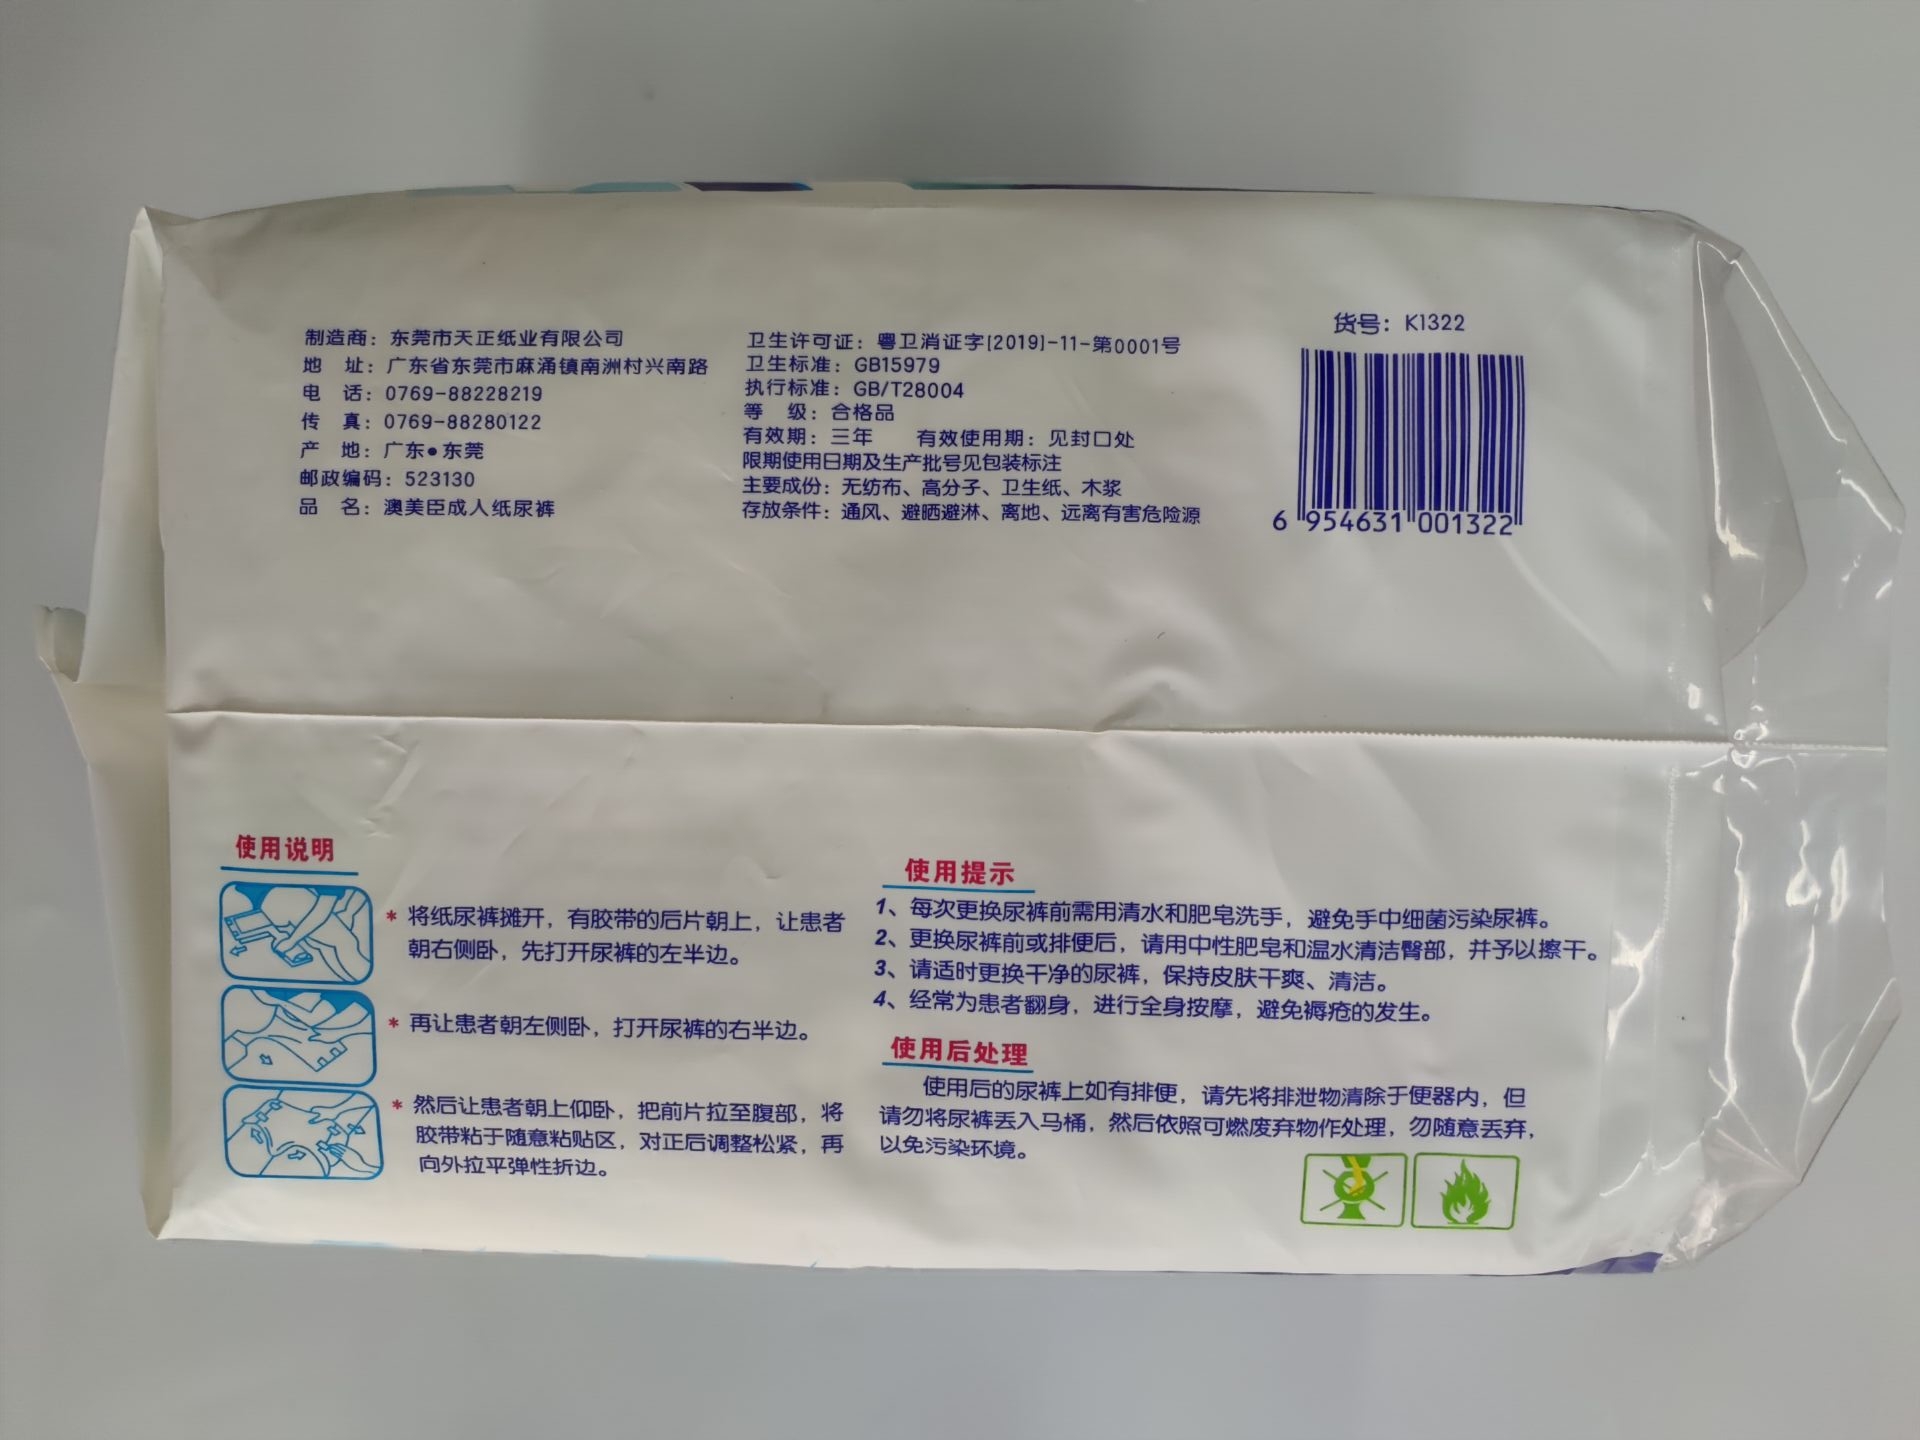 制造商：东莞市天正纸业有限公司
地　址：广东省东莞市麻涌镇南洲村兴南路
电　话：0769-88228219
传　真：0769-88280122
产　地：广东●东莞
邮政编码：523130
品　名：澳美臣成人纸尿裤
卫生许可证：粤卫消证字[2019]-11-第0001号
卫生标准：GB15979
执行标准：GB/T28004
等　级：合格品
有效期：三年　有效使用期：见封口处
限期使用日期及生产批号见包装标注
主要成份：无纺布、高分子、卫生纸、木浆
存放条件：通风、避晒避淋、离地、远离有害危险源
货号：K1322
6 954631 001322
使用说明
* 将纸尿裤摊开，有胶带的后片朝上，让患者
朝右侧卧，先打开尿裤的左半边。
* 再让患者朝左侧卧，打开尿裤的右半边。
* 然后让患者朝上仰卧，把前片拉至腹部，将
胶带粘于随意粘贴区，对正后调整松紧，再
向外拉平弹性折边。
使用提示
1、每次更换尿裤前需用清水和肥皂洗手，避免手中细菌污染尿裤。
2、更换尿裤前或排便后，请用中性肥皂和温水清洁臀部，并予以擦干。
3、请适时更换干净的尿裤，保持皮肤干爽、清洁。
4、经常为患者翻身，进行全身按摩，避免褥疮的发生。
使用后处理
使用后的尿裤上如有排便，请先将排泄物清除于便器内，但
请勿将尿裤丢入马桶，然后依照可燃废弃物作处理，勿随意丢弃，
以免污染环境。